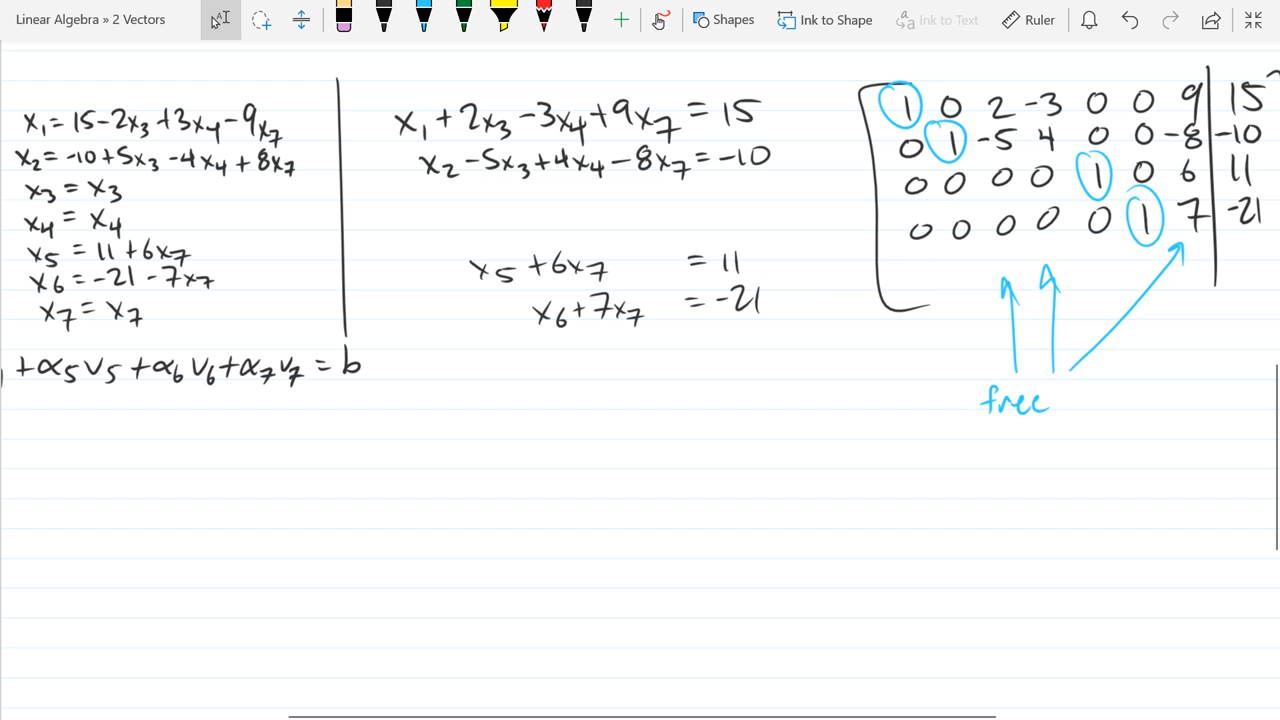 Linear Algebra » 2 Vectors
Shapes
Ink to Shape
Ink to Text
Ruler
x₁ = 15 - 2x₃ + 3x₄ - 9x₇
x₂ = -10 + 5x₃ - 4x₄ + 8x₇
x₃ = x₃
x₄ = x₄
x₅ = 11 + 6x₇
x₆ = -21 - 7x₇
x₇ = x₇
+ α₅v₅ + α₆v₆ + α₇v₇ = b
x₁ + 2x₃ - 3x₄ + 9x₇ = 15
x₂ - 5x₃ + 4x₄ - 8x₇ = -10
x₅ + 6x₇ = 11
x₆ + 7x₇ = -21
1 0 2 -3 0 0 9 | 15
0 1 -5 4 0 0 -8 | -10
0 0 0 0 1 0 6 | 11
0 0 0 0 0 1 7 | -21
free